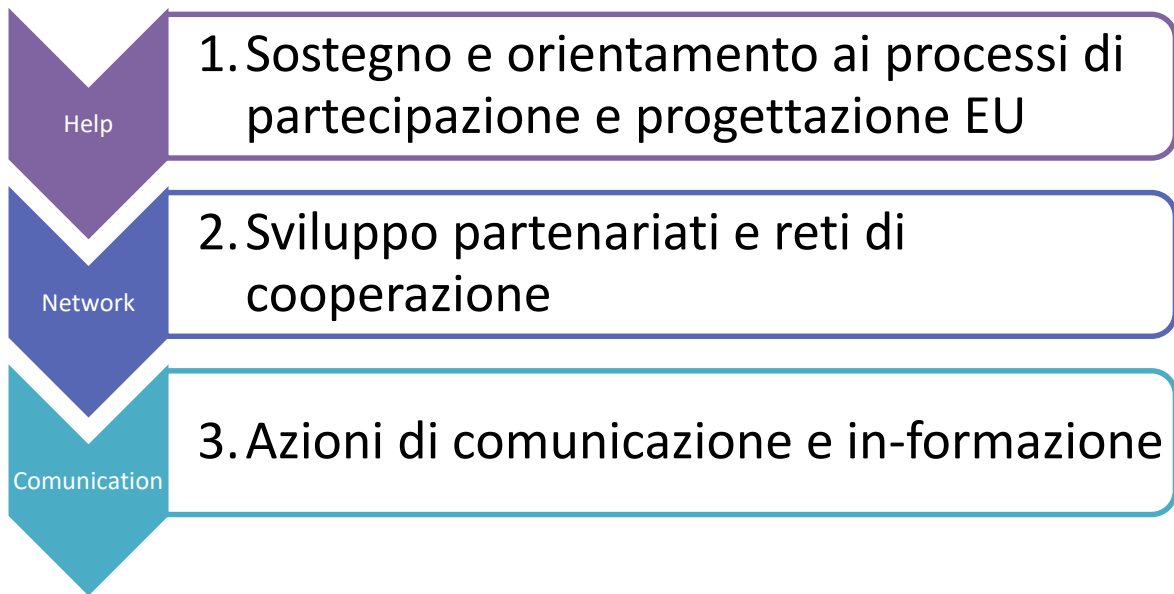 Help
1. Sostegno e orientamento ai processi di
partecipazione e progettazione EU
Network
2. Sviluppo partenariati e reti di
cooperazione
Comunication
3. Azioni di comunicazione e in-formazione